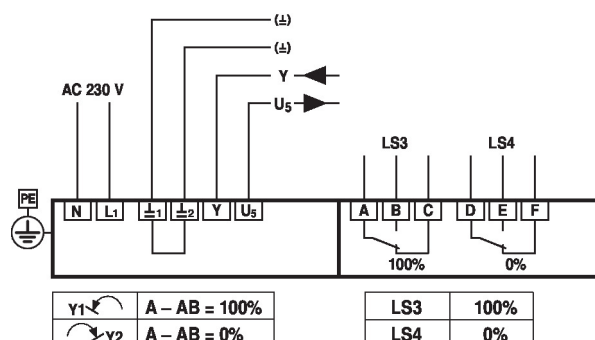 (⊥)
(⊥)
Y
U5
AC 230 V
LS3 LS4
PE
N L1 ⊥1 ⊥2 Y U5 A B C D E F
100% 0%
Y1 A – AB = 100% LS3 100%
Y2 A – AB = 0% LS4 0%